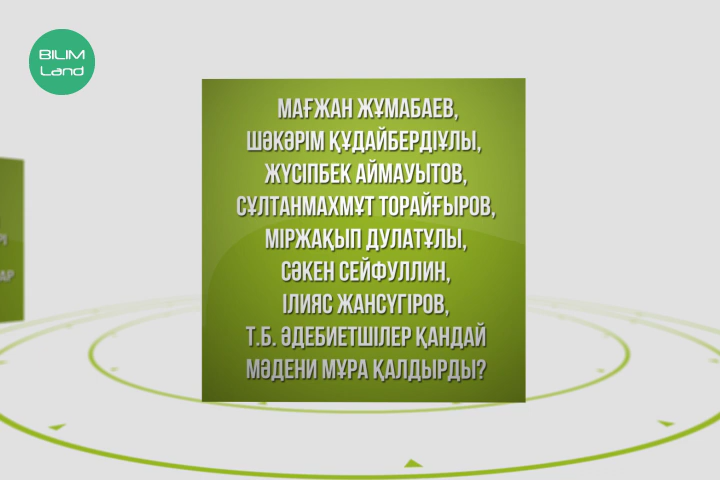 BILIM
Land
МАҒЖАН ЖҰМАБАЕВ,
ШӘКӘРІМ ҚҰДАЙБЕРДІҰЛЫ,
ЖҮСІПБЕК АЙМАУЫТОВ,
СҰЛТАНМАХМҰТ ТОРАЙҒЫРОВ,
МІРЖАҚЫП ДУЛАТҰЛЫ,
СӘКЕН СЕЙФУЛЛИН,
ІЛИЯС ЖАНСҮГІРОВ,
Т.Б. ӘДЕБИЕТШІЛЕР ҚАНДАЙ
МӘДЕНИ МҰРА ҚАЛДЫРДЫ?